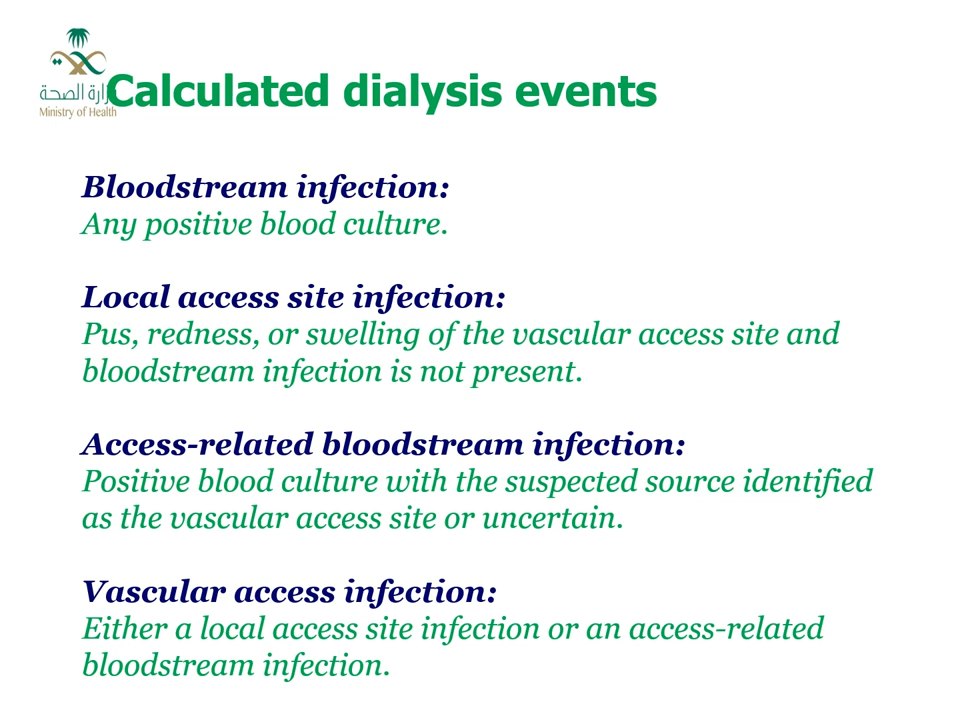 وزارة الصحة
Ministry of Health
Calculated dialysis events
Bloodstream infection:
Any positive blood culture.
Local access site infection:
Pus, redness, or swelling of the vascular access site and
bloodstream infection is not present.
Access-related bloodstream infection:
Positive blood culture with the suspected source identified
as the vascular access site or uncertain.
Vascular access infection:
Either a local access site infection or an access-related
bloodstream infection.